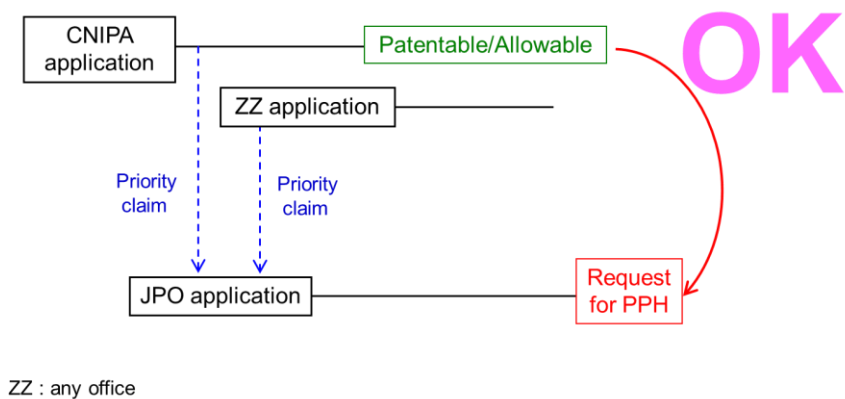 CNIPA
application
Patentable/Allowable
OK
ZZ application
Priority
claim
Priority
claim
JPO application
Request
for PPH
ZZ : any office